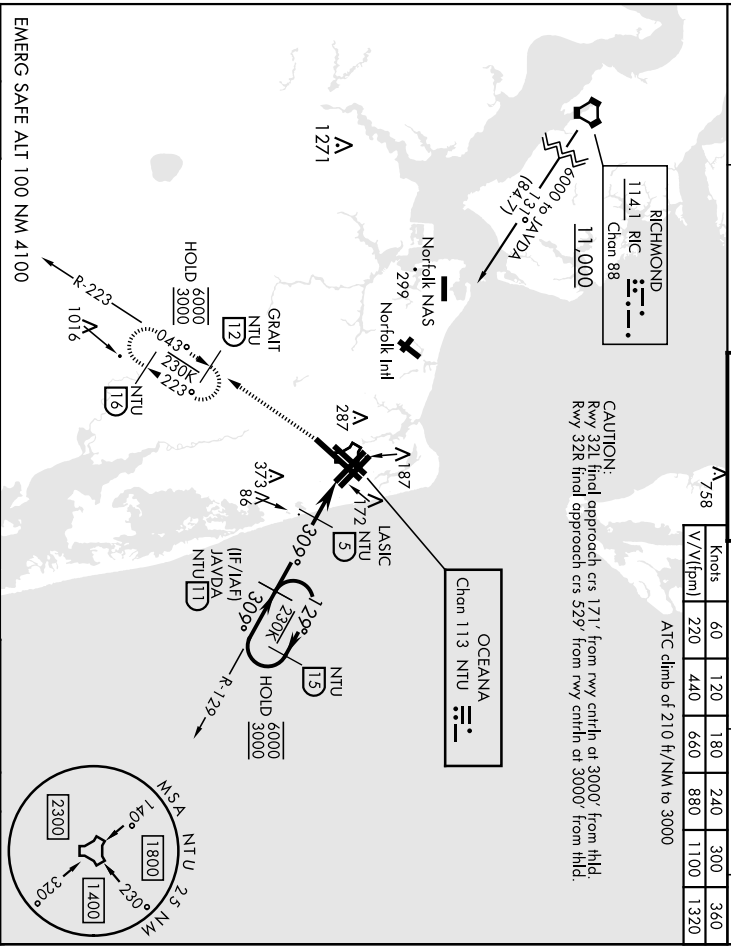 EMERG SAFE ALT 100 NM 4100
RICHMOND
114.1 RIC
Chan 88
11,000
6000 to JAVDA
131°
(84.7)
1271
Norfolk NAS
299
Norfolk Intl
758
CAUTION:
Rwy 32L final approach crs 171' from rwy cntrln at 3000' from thld.
Rwy 32R final approach crs 529' from rwy cntrln at 3000' from thld.
ATC climb of 210 ft/NM to 3000
Knots 60 120 180 240 300 360
V/V(fpm) 220 440 660 880 1100 1320
HOLD 6000
3000
GRAIT
NTU
12
R-223
043°
230K
223°
1016
NTU
16
287
187
172
373
86
LASIC
NTU
5
309°
(IF/IAF)
JAVDA
NTU 11
309°
129°
230K
NTU
15
HOLD 6000
3000
R-129
OCEANA
Chan 113 NTU
MSA NTU 25 NM
140°
2300
1800
1400
230°
320°